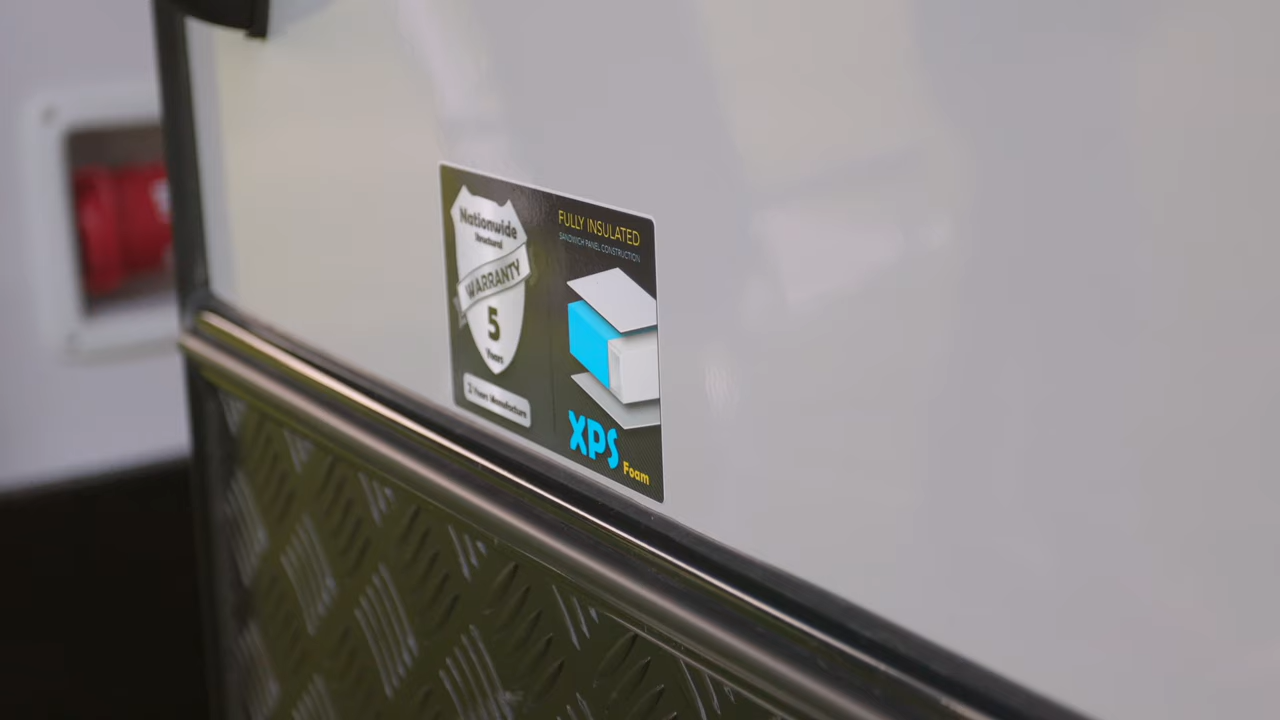 Nationwide
Structural
WARRANTY
5
Years
2 Years Manufacture
FULLY INSULATED
SANDWICH PANEL CONSTRUCTION
XPS
Foam